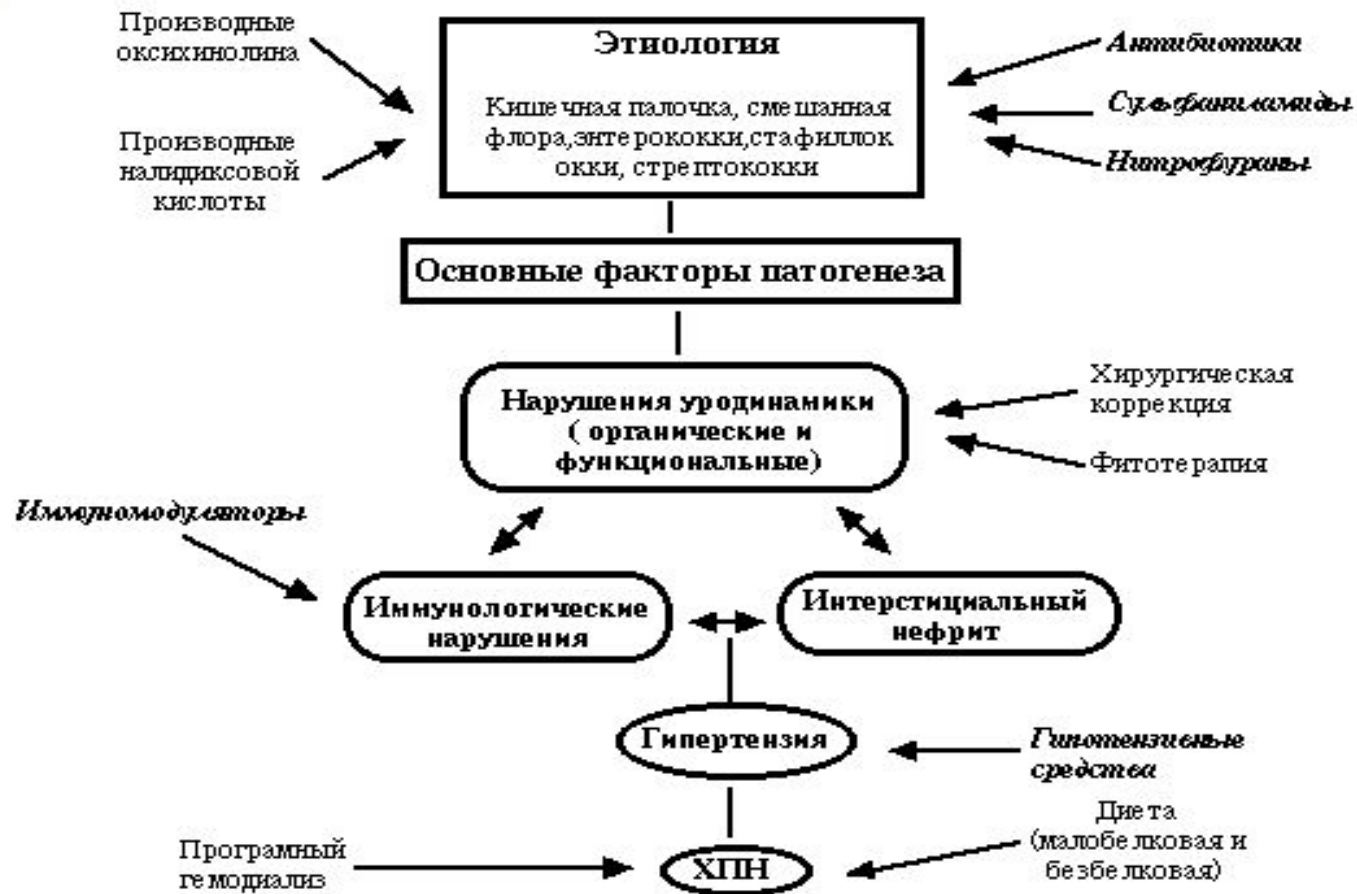 Производные
оксихинолина
Производные
налидиксовой
кислоты
Этиология
Кишечная палочка, смешанная
флора,энтерококки,стафиллок
окки, стрептококки
Антибиотики
Сульфаниламиды
Нитрофураны
Основные факторы патогенеза
Нарушения уродинамики
( органические и
функциональные)
Хирургическая
коррекция
Фитотерапия
Иммуномодуляторы
Иммунологические
нарушения
Интерстициальный
нефрит
Гипертензия
Гипотензивные
средства
Програмный
гемодиализ
ХПН
Диета
(малобелковая и
безбелковая)